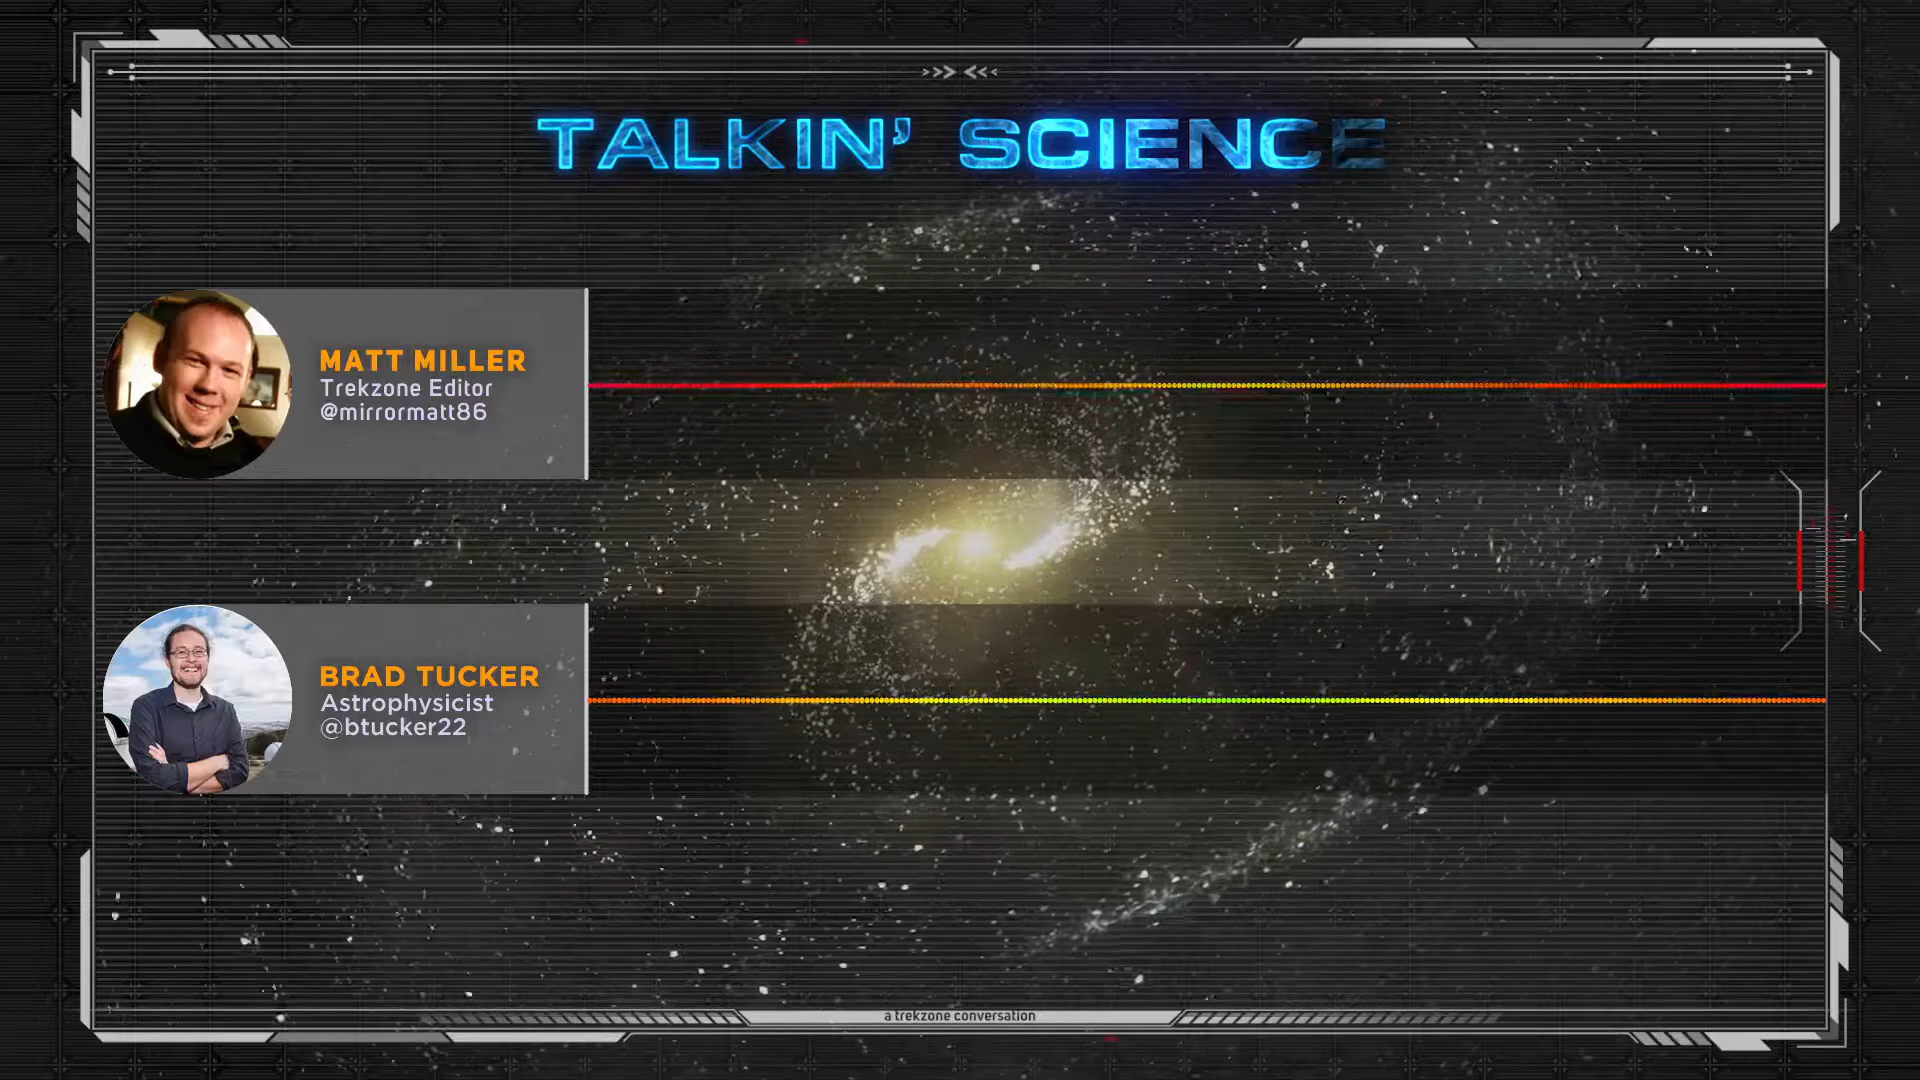 TALKIN' SCIENCE
MATT MILLER
Trekzone Editor
@mirrormatt86
BRAD TUCKER
Astrophysicist
@btucker22
a trekzone conversation